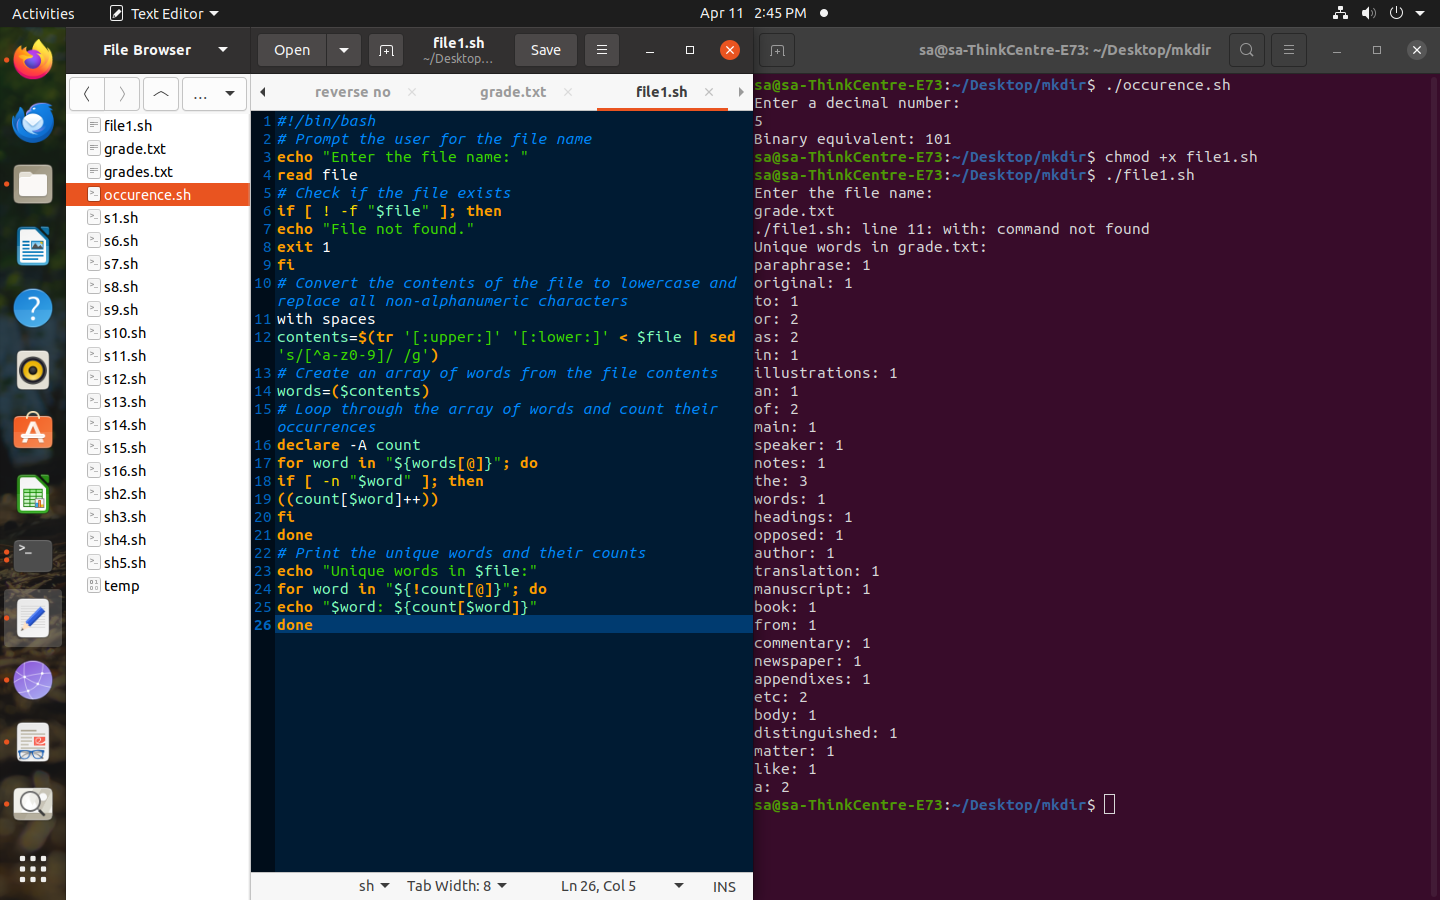 Activities
Text Editor
Apr 11 2:45 PM
File Browser
Open
file1.sh
~/Desktop...
Save
sa@sa-ThinkCentre-E73: ~/Desktop/mkdir
...
file1.sh
grade.txt
grades.txt
occurence.sh
s1.sh
s6.sh
s7.sh
s8.sh
s9.sh
s10.sh
s11.sh
s12.sh
s13.sh
s14.sh
s15.sh
s16.sh
sh2.sh
sh3.sh
sh4.sh
sh5.sh
temp
reverse no
grade.txt
file1.sh
1 #!/bin/bash
2 # Prompt the user for the file name
3 echo "Enter the file name: "
4 read file
5 # Check if the file exists
6 if [ ! -f "$file" ]; then
7 echo "File not found."
8 exit 1
9 fi
10 # Convert the contents of the file to lowercase and
replace all non-alphanumeric characters
11 with spaces
12 contents=$(tr '[:upper:]' '[:lower:]' < $file | sed
's/[^a-z0-9]/ /g')
13 # Create an array of words from the file contents
14 words=($contents)
15 # Loop through the array of words and count their
occurrences
16 declare -A count
17 for word in "${words[@]}"; do
18 if [ -n "$word" ]; then
19 ((count[$word]++))
20 fi
21 done
22 # Print the unique words and their counts
23 echo "Unique words in $file:"
24 for word in "${!count[@]}"; do
25 echo "$word: ${count[$word]}"
26 done
sh
Tab Width: 8
Ln 26, Col 5
INS
sa@sa-ThinkCentre-E73:~/Desktop/mkdir$ ./occurence.sh
Enter a decimal number:
5
Binary equivalent: 101
sa@sa-ThinkCentre-E73:~/Desktop/mkdir$ chmod +x file1.sh
sa@sa-ThinkCentre-E73:~/Desktop/mkdir$ ./file1.sh
Enter the file name:
grade.txt
./file1.sh: line 11: with: command not found
Unique words in grade.txt:
paraphrase: 1
original: 1
to: 1
or: 2
as: 2
in: 1
illustrations: 1
an: 1
of: 2
main: 1
speaker: 1
notes: 1
the: 3
words: 1
headings: 1
opposed: 1
author: 1
translation: 1
manuscript: 1
book: 1
from: 1
commentary: 1
newspaper: 1
appendixes: 1
etc: 2
body: 1
distinguished: 1
matter: 1
like: 1
a: 2
sa@sa-ThinkCentre-E73:~/Desktop/mkdir$